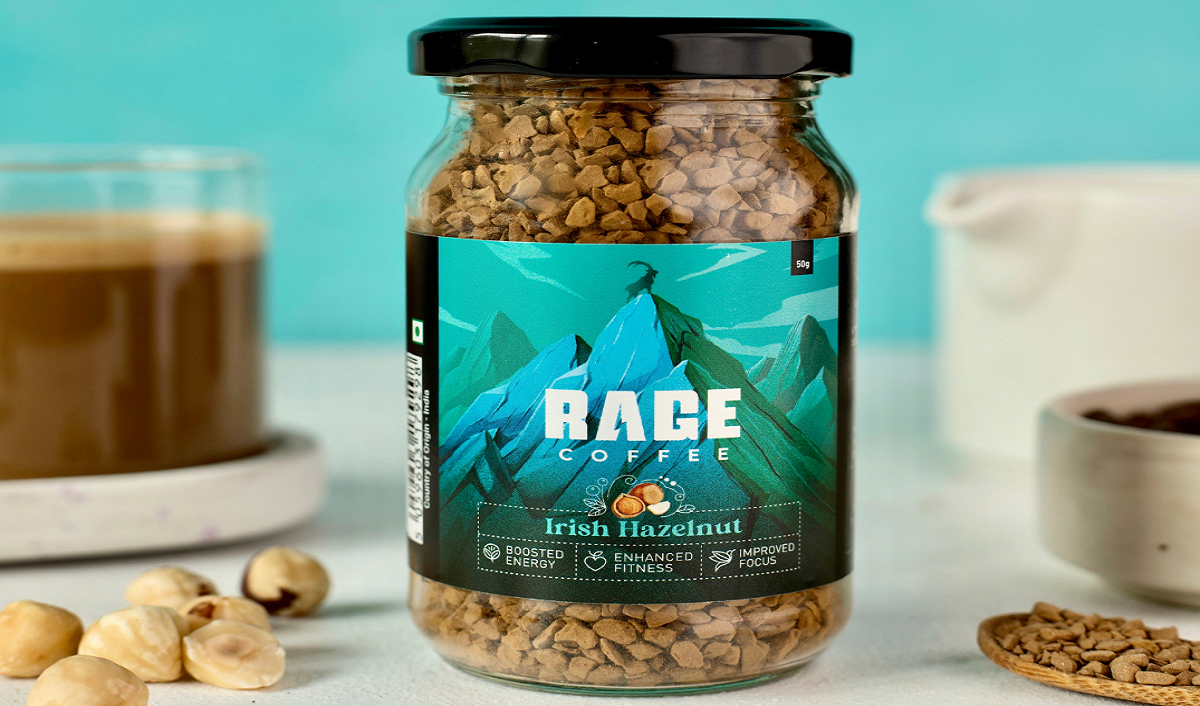 50g
RAGE
COFFEE
Irish Hazelnut
BOOSTED
ENERGY
ENHANCED
FITNESS
IMPROVED
FOCUS
Country of Origin - India